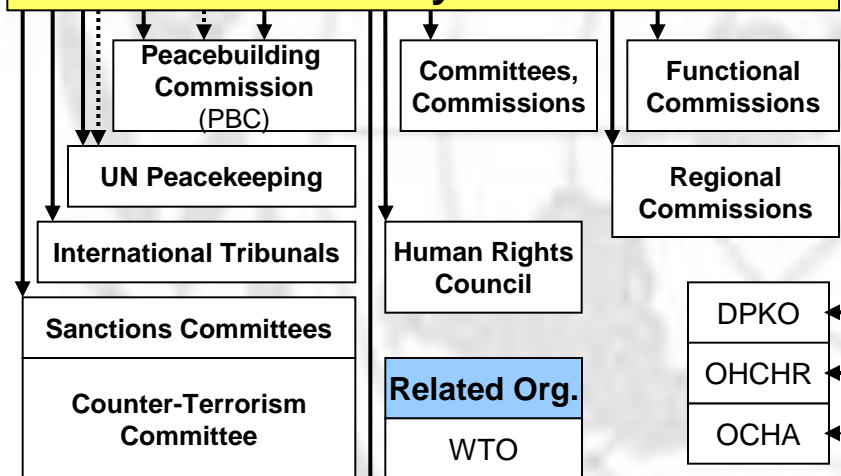 Peacebuilding
Commission
(PBC)
Committees,
Commissions
Functional
Commissions
UN Peacekeeping
Regional
Commissions
International Tribunals
Human Rights
Council
Sanctions Committees
DPKO
OHCHR
OCHA
Counter-Terrorism
Committee
Related Org.
WTO